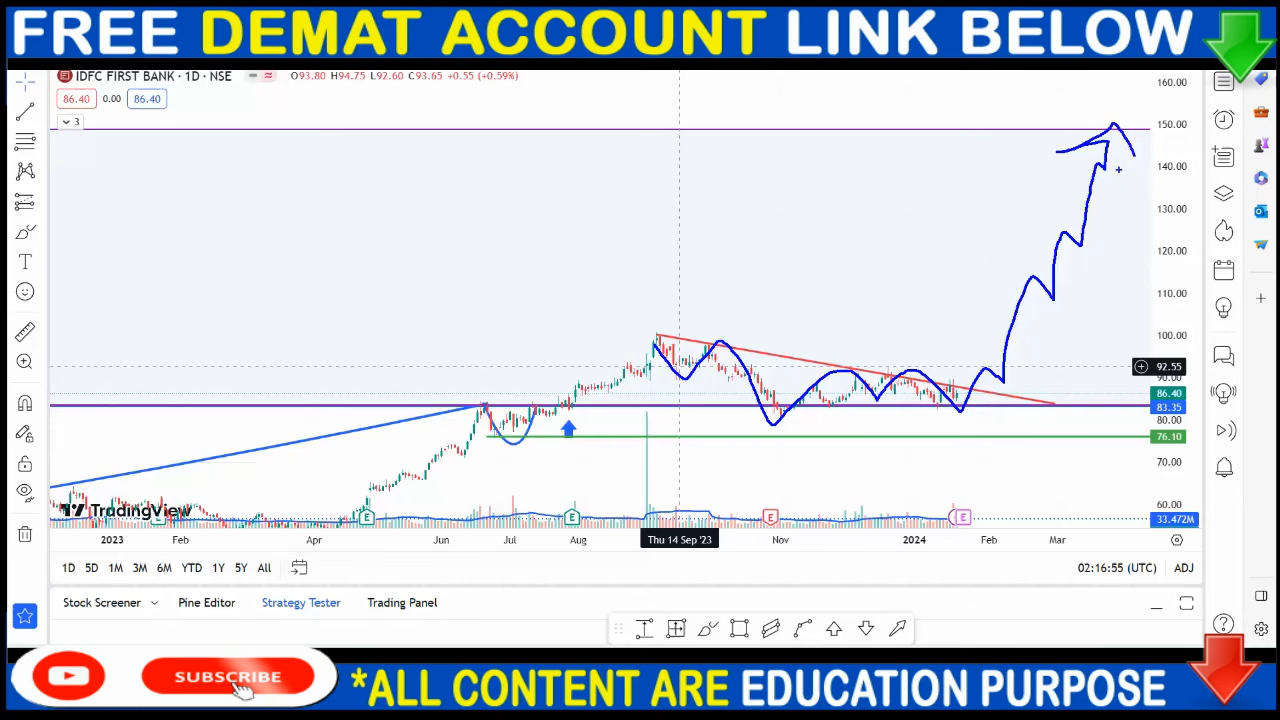 FREE DEMAT ACCOUNT LINK BELOW
IDFC FIRST BANK · 1D · NSE O93.80 H94.75 L92.60 C93.65 +0.55 (+0.59%)
86.40 0.00 86.40
3
160.00
150.00
140.00
130.00
120.00
110.00
100.00
92.55
90.00
86.40
83.35
80.00
76.10
70.00
60.00
33.472M
TradingView
E E E E
2023 Feb Apr Jun Jul Aug Thu 14 Sep '23 Nov 2024 Feb Mar
1D 5D 1M 3M 6M YTD 1Y 5Y All 02:16:55 (UTC) ADJ
Stock Screener Pine Editor Strategy Tester Trading Panel
SUBSCRIBE
*ALL CONTENT ARE EDUCATION PURPOSE